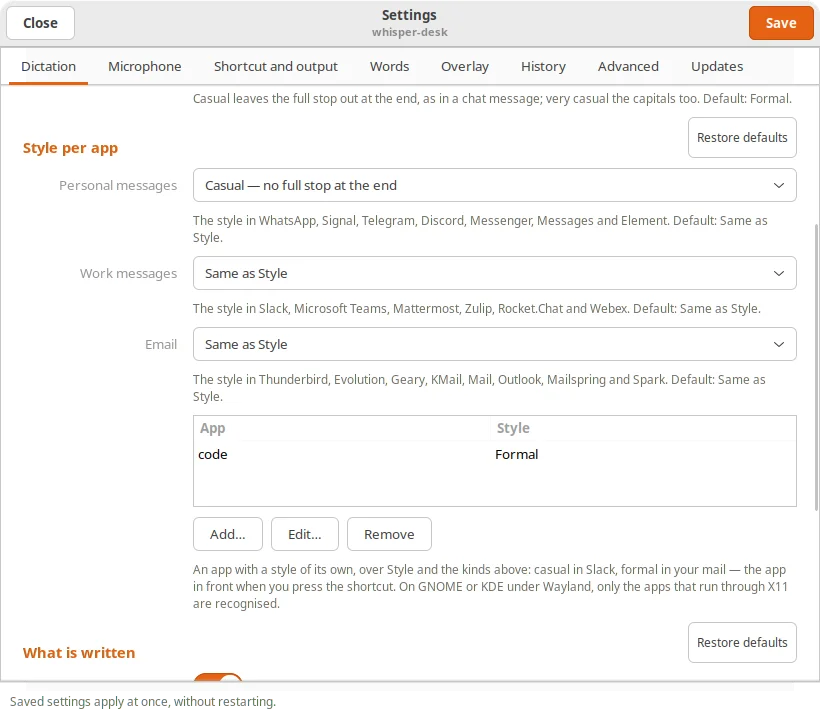 Close
Settings
whisper-desk
Save
Dictation
Microphone
Shortcut and output
Words
Overlay
History
Advanced
Updates
Casual leaves the full stop out at the end, as in a chat message; very casual the capitals too. Default: Formal.
Style per app
Restore defaults
Personal messages
Casual — no full stop at the end
The style in WhatsApp, Signal, Telegram, Discord, Messenger, Messages and Element. Default: Same as
Style.
Work messages
Same as Style
The style in Slack, Microsoft Teams, Mattermost, Zulip, Rocket.Chat and Webex. Default: Same as Style.
Email
Same as Style
The style in Thunderbird, Evolution, Geary, KMail, Mail, Outlook, Mailspring and Spark. Default: Same as
Style.
App
Style
code
Formal
Add...
Edit...
Remove
An app with a style of its own, over Style and the kinds above: casual in Slack, formal in your mail — the app
in front when you press the shortcut. On GNOME or KDE under Wayland, only the apps that run through X11
are recognised.
What is written
Restore defaults
Saved settings apply at once, without restarting.